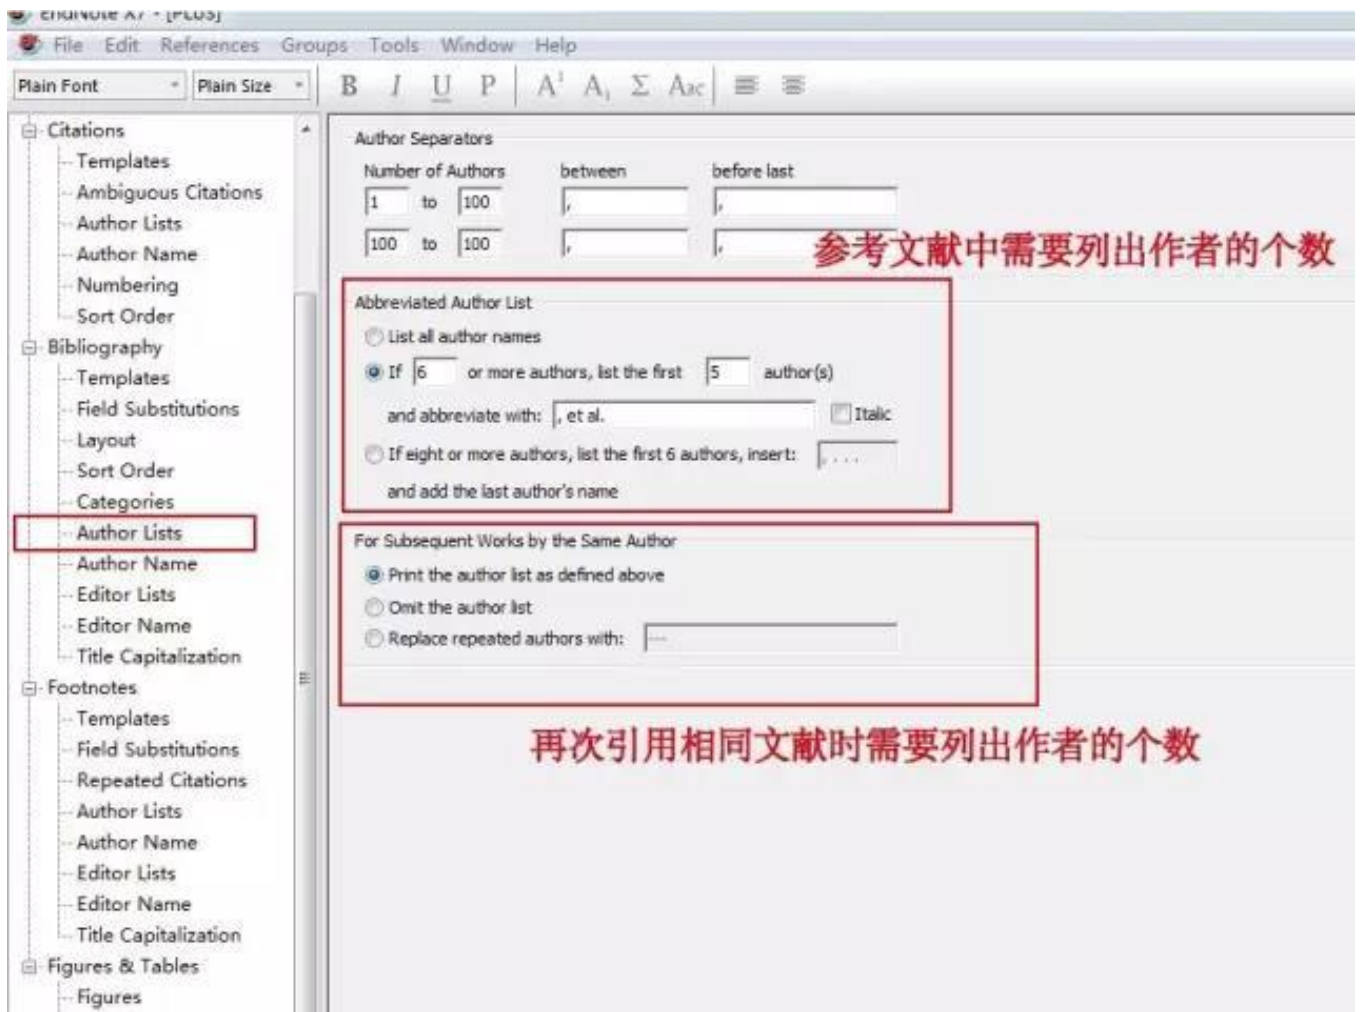 EndNote X7 - [PLUS]
File Edit References Groups Tools Window Help
Plain Font Plain Size B I U P A¹ A₁ Σ Aʙc
Citations
Templates
Ambiguous Citations
Author Lists
Author Name
Numbering
Sort Order
Bibliography
Templates
Field Substitutions
Layout
Sort Order
Categories
Author Lists
Author Name
Editor Lists
Editor Name
Title Capitalization
Footnotes
Templates
Field Substitutions
Repeated Citations
Author Lists
Author Name
Editor Lists
Editor Name
Title Capitalization
Figures & Tables
Figures
Author Separators
Number of Authors between before last
1 to 100 , ,
100 to 100 , ,
参考文献中需要列出作者的个数
Abbreviated Author List
List all author names
If 6 or more authors, list the first 5 author(s)
and abbreviate with: , et al. Italic
If eight or more authors, list the first 6 authors, insert: , . . .
and add the last author's name
For Subsequent Works by the Same Author
Print the author list as defined above
Omit the author list
Replace repeated authors with: ---
再次引用相同文献时需要列出作者的个数